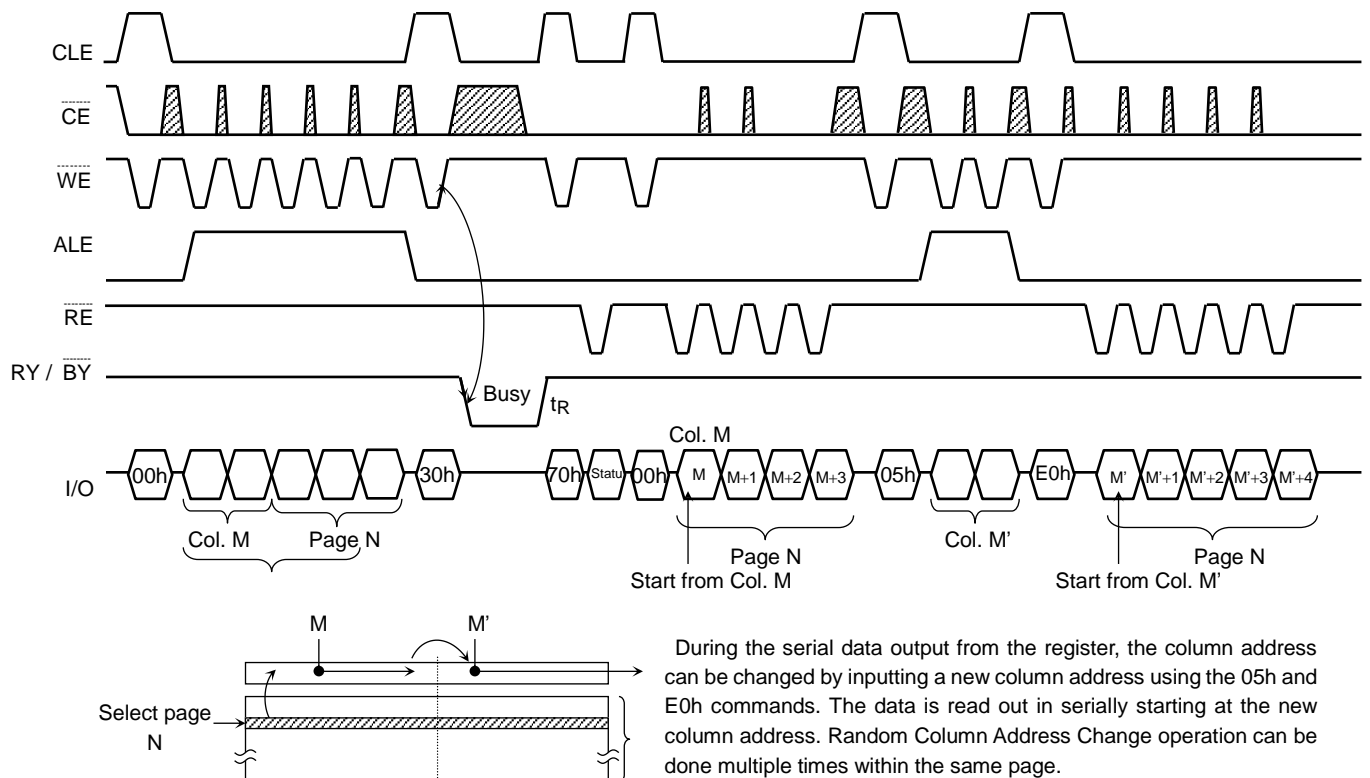 CLE
CE
WE
ALE
RE
RY / BY
Busy
tR
Col. M
I/O
00h
30h
70h
Statu
00h
M
M+1
M+2
M+3
05h
E0h
M'
M'+1
M'+2
M'+3
M'+4
Col. M
Page N
Page N
Col. M’
Page N
Start from Col. M
Start from Col. M’
M
M’
Select page
N
During the serial data output from the register, the column address
can be changed by inputting a new column address using the 05h and
E0h commands. The data is read out in serially starting at the new
column address. Random Column Address Change operation can be
done multiple times within the same page.